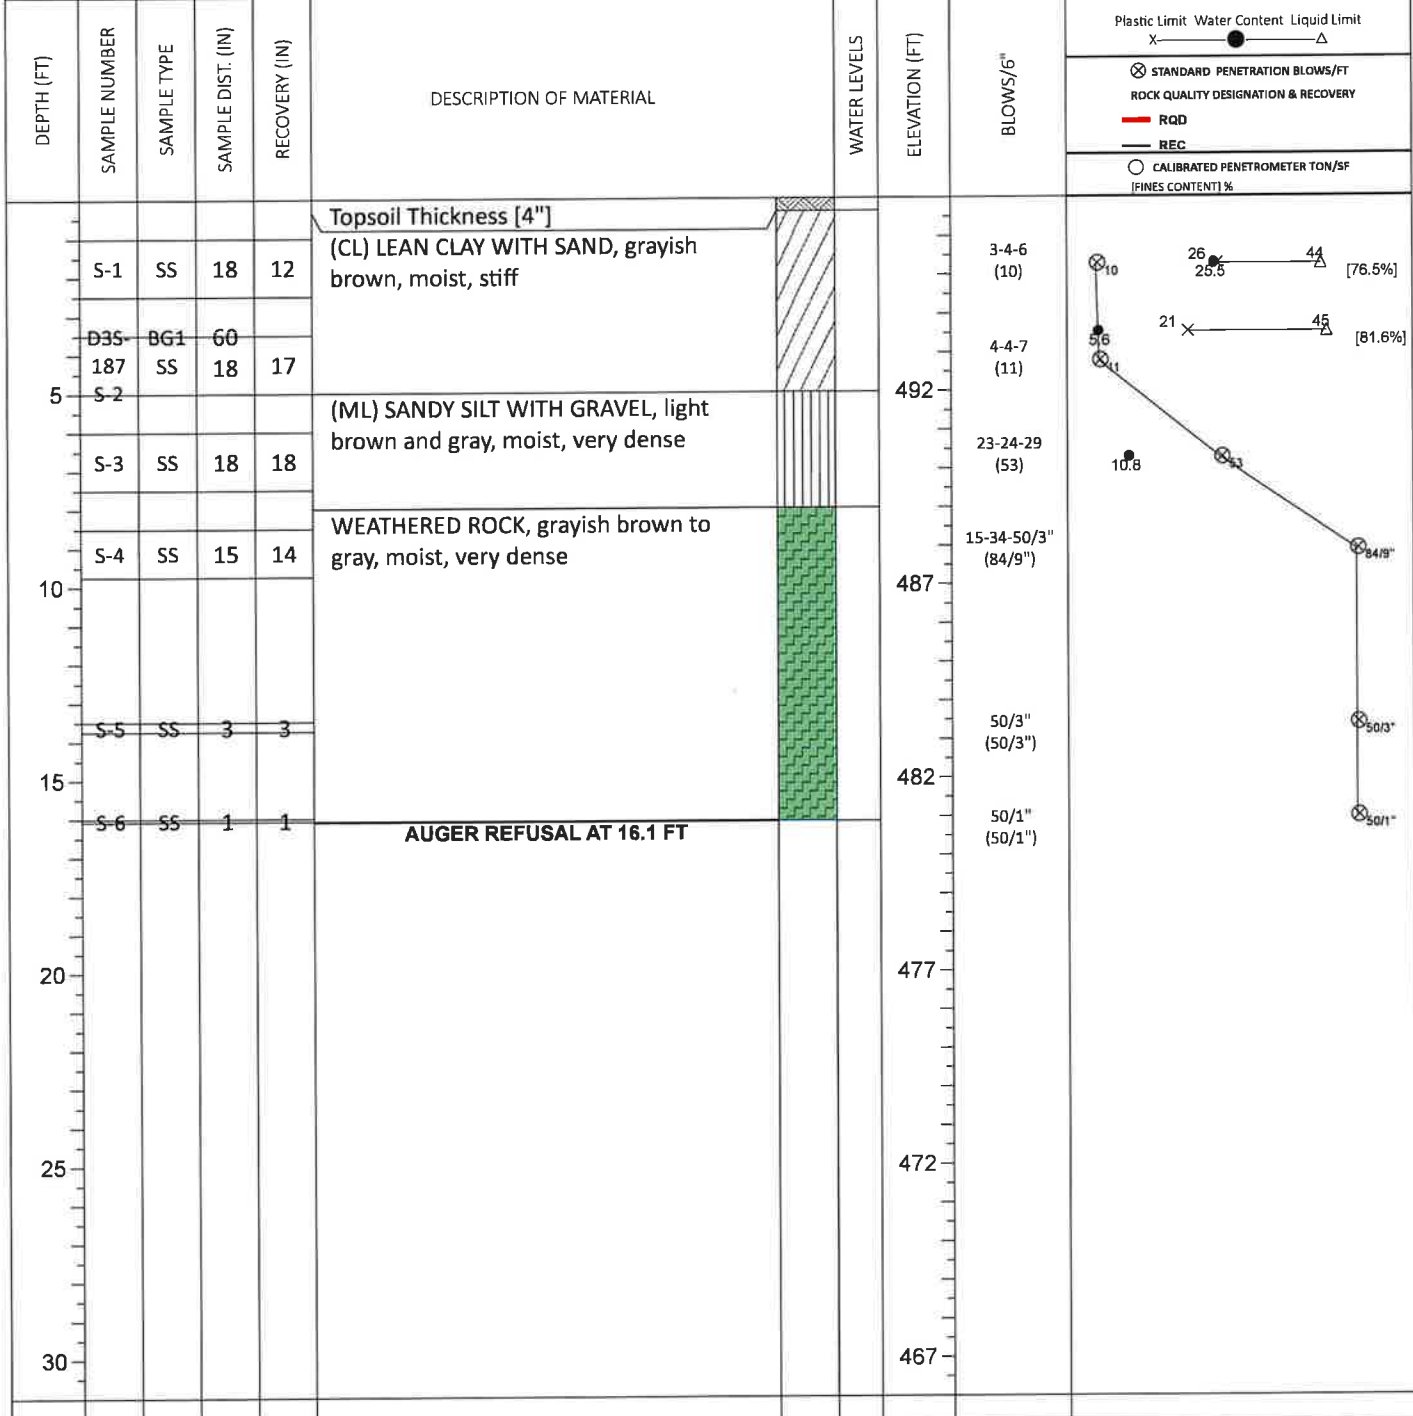 DEPTH (FT)
SAMPLE NUMBER
SAMPLE TYPE
SAMPLE DIST. (IN)
RECOVERY (IN)
DESCRIPTION OF MATERIAL
WATER LEVELS
ELEVATION (FT)
BLOWS/6"
Plastic Limit Water Content Liquid Limit
X
STANDARD PENETRATION BLOWS/FT
ROCK QUALITY DESIGNATION & RECOVERY
RQD
REC
CALIBRATED PENETROMETER TON/SF
[FINES CONTENT] %
Topsoil Thickness [4"]
(CL) LEAN CLAY WITH SAND, grayish
brown, moist, stiff
S-1 SS 18 12
3-4-6
(10)
10
26
25.5
44
[76.5%]
D3S- BG1 60
187 SS 18 17
S-2
4-4-7
(11)
5.6
11
21
45
[81.6%]
5
492
(ML) SANDY SILT WITH GRAVEL, light
brown and gray, moist, very dense
S-3 SS 18 18
23-24-29
(53)
10.8
53
WEATHERED ROCK, grayish brown to
gray, moist, very dense
S-4 SS 15 14
15-34-50/3"
(84/9")
84/9"
10
487
S-5 SS 3 3
50/3"
(50/3")
50/3"
15
482
S-6 SS 1 1
AUGER REFUSAL AT 16.1 FT
50/1"
(50/1")
50/1"
20
477
25
472
30
467